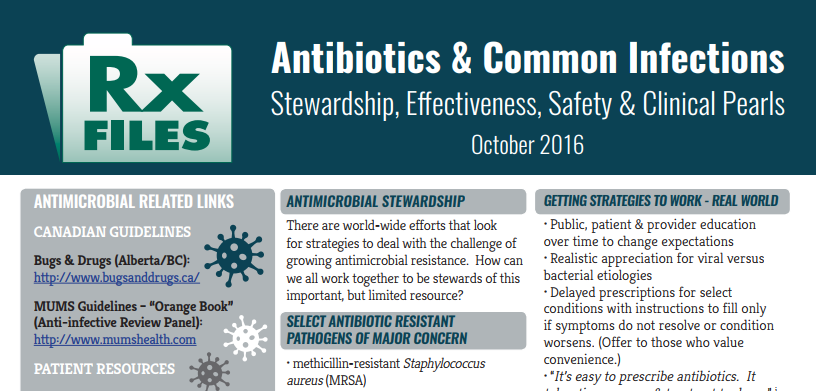 Rx
FILES
Antibiotics & Common Infections
Stewardship, Effectiveness, Safety & Clinical Pearls
October 2016
ANTIMICROBIAL RELATED LINKS
CANADIAN GUIDELINES
Bugs & Drugs (Alberta/BC):
http://www.bugsanddrugs.ca/
MUMS Guidelines – “Orange Book”
(Anti-infective Review Panel):
http://www.mumshealth.com
PATIENT RESOURCES
ANTIMICROBIAL STEWARDSHIP
There are world-wide efforts that look
for strategies to deal with the challenge of
growing antimicrobial resistance. How can
we all work together to be stewards of this
important, but limited resource?
SELECT ANTIBIOTIC RESISTANT
PATHOGENS OF MAJOR CONCERN
• methicillin-resistant Staphylococcus
aureus (MRSA)
GETTING STRATEGIES TO WORK - REAL WORLD
• Public, patient & provider education
over time to change expectations
• Realistic appreciation for viral versus
bacterial etiologies
• Delayed prescriptions for select
conditions with instructions to fill only
if symptoms do not resolve or condition
worsens. (Offer to those who value
convenience.)
• “It's easy to prescribe antibiotics. It